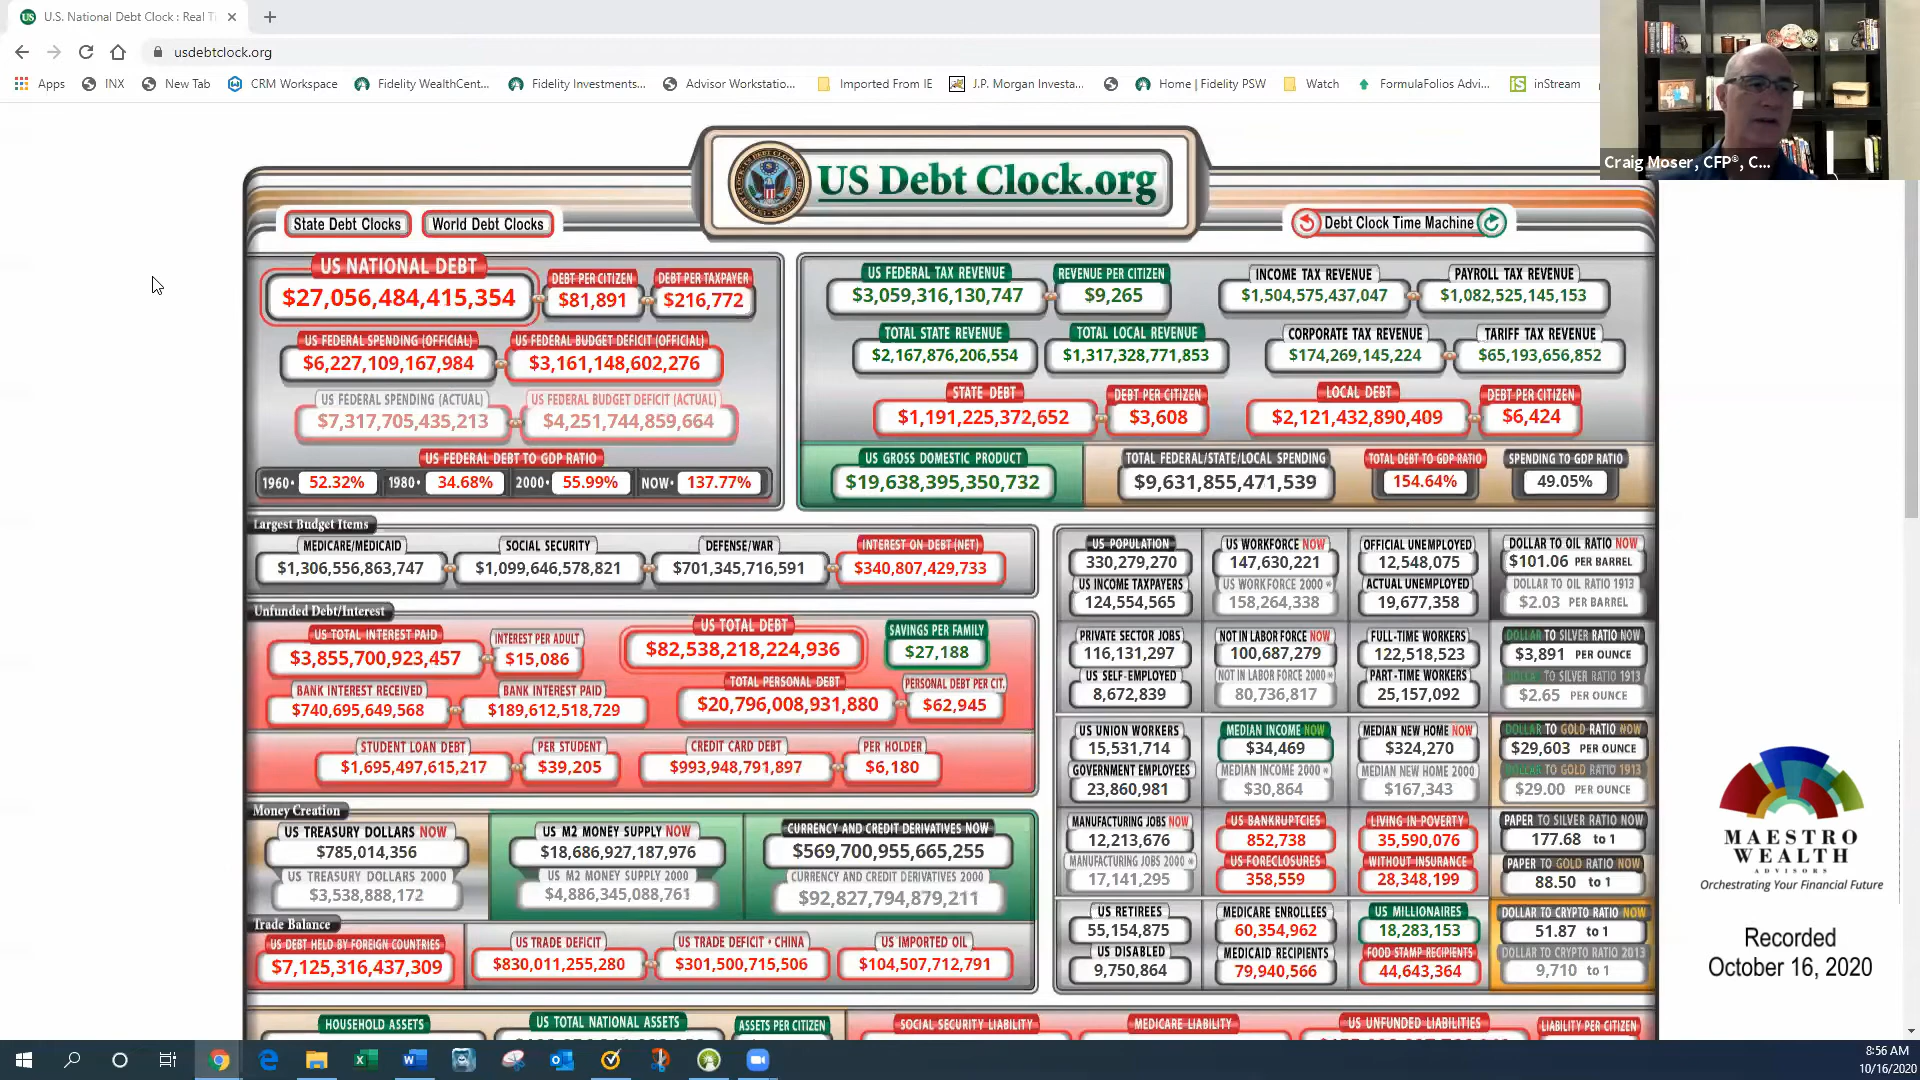 U.S. National Debt Clock : Real T
usdebtclock.org
Apps INX New Tab CRM Workspace Fidelity WealthCent... Fidelity Investments... Advisor Workstatio... Imported From IE J.P. Morgan Investa... Home | Fidelity PSW Watch FormulaFolios Advi... inStream
Craig Moser, CFP®, C...
US Debt Clock.org
State Debt Clocks World Debt Clocks
Debt Clock Time Machine
US NATIONAL DEBT DEBT PER CITIZEN DEBT PER TAXPAYER
$27,056,484,415,354 $81,891 $216,772
US FEDERAL SPENDING (OFFICIAL) US FEDERAL BUDGET DEFICIT (OFFICIAL)
$6,227,109,167,984 $3,161,148,602,276
US FEDERAL SPENDING (ACTUAL) US FEDERAL BUDGET DEFICIT (ACTUAL)
$7,317,705,435,213 $4,251,744,859,664
US FEDERAL DEBT TO GDP RATIO
1960• 52.32% 1980• 34.68% 2000• 55.99% NOW• 137.77%
US FEDERAL TAX REVENUE REVENUE PER CITIZEN INCOME TAX REVENUE PAYROLL TAX REVENUE
$3,059,316,130,747 $9,265 $1,504,575,437,047 $1,082,525,145,153
TOTAL STATE REVENUE TOTAL LOCAL REVENUE CORPORATE TAX REVENUE TARIFF TAX REVENUE
$2,167,876,206,554 $1,317,328,771,853 $174,269,145,224 $65,193,656,852
STATE DEBT DEBT PER CITIZEN LOCAL DEBT DEBT PER CITIZEN
$1,191,225,372,652 $3,608 $2,121,432,890,409 $6,424
US GROSS DOMESTIC PRODUCT TOTAL FEDERAL/STATE/LOCAL SPENDING TOTAL DEBT TO GDP RATIO SPENDING TO GDP RATIO
$19,638,395,350,732 $9,631,855,471,539 154.64% 49.05%
Largest Budget Items
MEDICARE/MEDICAID SOCIAL SECURITY DEFENSE/WAR INTEREST ON DEBT (NET)
$1,306,556,863,747 $1,099,646,578,821 $701,345,716,591 $340,807,429,733
Unfunded Debt/Interest
US TOTAL INTEREST PAID INTEREST PER ADULT US TOTAL DEBT SAVINGS PER FAMILY
$3,855,700,923,457 $15,086 $82,538,218,224,936 $27,188
BANK INTEREST RECEIVED BANK INTEREST PAID TOTAL PERSONAL DEBT PERSONAL DEBT PER CIT.
$740,695,649,568 $189,612,518,729 $20,796,008,931,880 $62,945
STUDENT LOAN DEBT PER STUDENT CREDIT CARD DEBT PER HOLDER
$1,695,497,615,217 $39,205 $993,948,791,897 $6,180
Money Creation
US TREASURY DOLLARS NOW US M2 MONEY SUPPLY NOW CURRENCY AND CREDIT DERIVATIVES NOW
$785,014,356 $18,686,927,187,976 $569,700,955,665,255
US TREASURY DOLLARS 2000 US M2 MONEY SUPPLY 2000 CURRENCY AND CREDIT DERIVATIVES 2000
$3,538,888,172 $4,886,345,088,761 $92,827,794,879,211
Trade Balance
US DEBT HELD BY FOREIGN COUNTRIES US TRADE DEFICIT US TRADE DEFICIT • CHINA US IMPORTED OIL
$7,125,316,437,309 $830,011,255,280 $301,500,715,506 $104,507,712,791
US POPULATION US WORKFORCE NOW OFFICIAL UNEMPLOYED DOLLAR TO OIL RATIO NOW
330,279,270 147,630,221 12,548,075 $101.06 PER BARREL
US INCOME TAXPAYERS US WORKFORCE 2000 ACTUAL UNEMPLOYED DOLLAR TO OIL RATIO 1913
124,554,565 158,264,338 19,677,358 $2.03 PER BARREL
PRIVATE SECTOR JOBS NOT IN LABOR FORCE NOW FULL-TIME WORKERS DOLLAR TO SILVER RATIO NOW
116,131,297 100,687,279 122,518,523 $3,891 PER OUNCE
US SELF-EMPLOYED NOT IN LABOR FORCE 2000 PART-TIME WORKERS DOLLAR TO SILVER RATIO 1913
8,672,839 80,736,817 25,157,092 $2.65 PER OUNCE
US UNION WORKERS MEDIAN INCOME NOW MEDIAN NEW HOME NOW DOLLAR TO GOLD RATIO NOW
15,531,714 $34,469 $324,270 $29,603 PER OUNCE
GOVERNMENT EMPLOYEES MEDIAN INCOME 2000 MEDIAN NEW HOME 2000 DOLLAR TO GOLD RATIO 1913
23,860,981 $30,864 $167,343 $29.00 PER OUNCE
MANUFACTURING JOBS NOW US BANKRUPTCIES LIVING IN POVERTY PAPER TO SILVER RATIO NOW
12,213,676 852,738 35,590,076 177.68 to 1
MANUFACTURING JOBS 2000 US FORECLOSURES WITHOUT INSURANCE PAPER TO GOLD RATIO NOW
17,141,295 358,559 28,348,199 88.50 to 1
US RETIREES MEDICARE ENROLLEES US MILLIONAIRES DOLLAR TO CRYPTO RATIO NOW
55,154,875 60,354,962 18,283,153 51.87 to 1
US DISABLED MEDICAID RECIPIENTS FOOD STAMP RECIPIENTS DOLLAR TO CRYPTO RATIO 2013
9,750,864 79,940,566 44,643,364 9,710 to 1
HOUSEHOLD ASSETS US TOTAL NATIONAL ASSETS ASSETS PER CITIZEN SOCIAL SECURITY LIABILITY MEDICARE LIABILITY US UNFUNDED LIABILITIES LIABILITY PER CITIZEN
MAESTRO
WEALTH
ADVISORS
Orchestrating Your Financial Future
Recorded
October 16, 2020
8:56 AM
10/16/2020